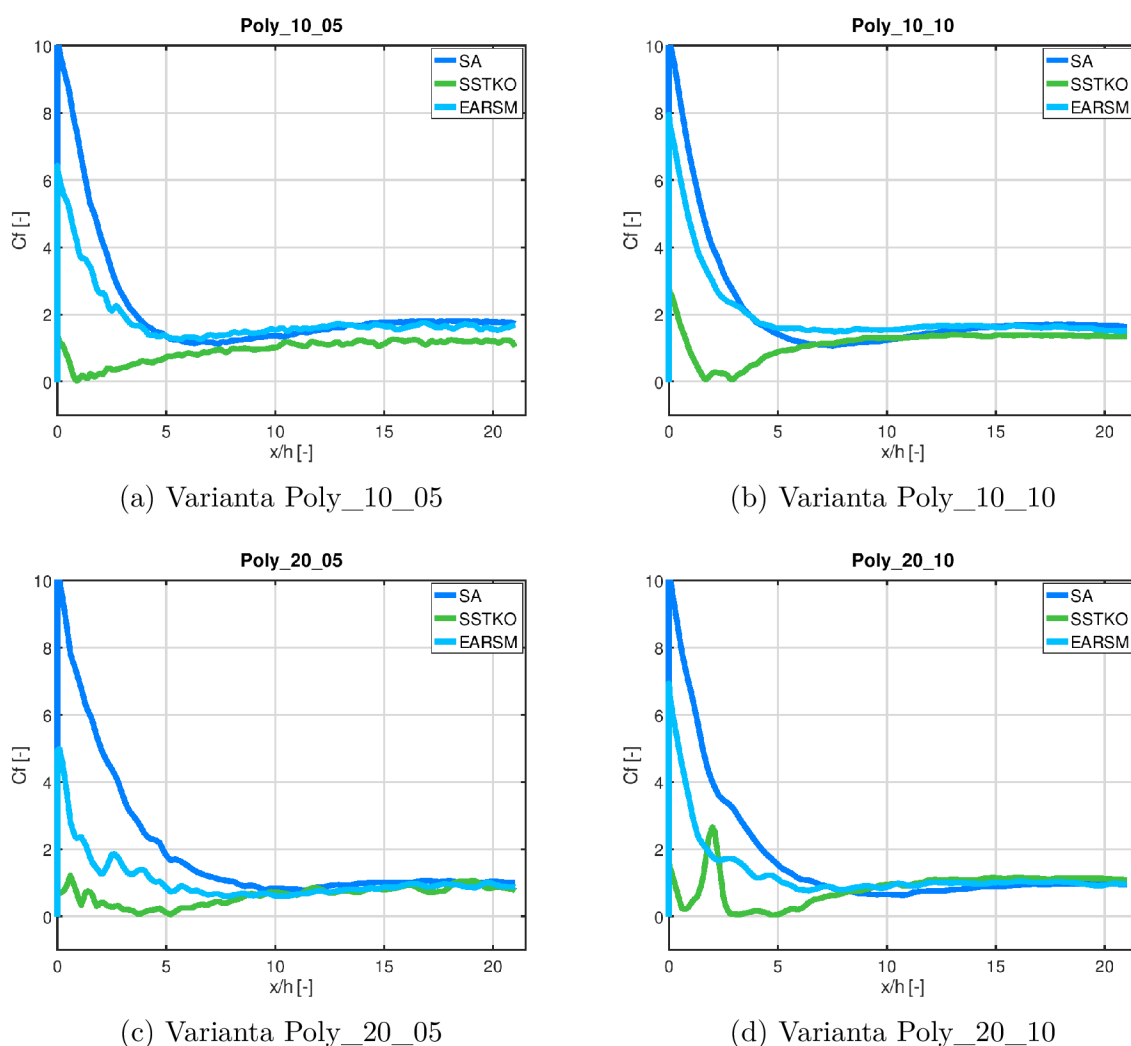 Poly_10_05
10
8
6
4
2
0
Cf [-]
0 5 10 15 20
x/h [-]
SA
SSTKO
EARSM
(a) Varianta Poly_10_05
Poly_10_10
10
8
6
4
2
0
Cf [-]
0 5 10 15 20
x/h [-]
SA
SSTKO
EARSM
(b) Varianta Poly_10_10
Poly_20_05
10
8
6
4
2
0
Cf [-]
0 5 10 15 20
x/h [-]
SA
SSTKO
EARSM
(c) Varianta Poly_20_05
Poly_20_10
10
8
6
4
2
0
Cf [-]
0 5 10 15 20
x/h [-]
SA
SSTKO
EARSM
(d) Varianta Poly_20_10